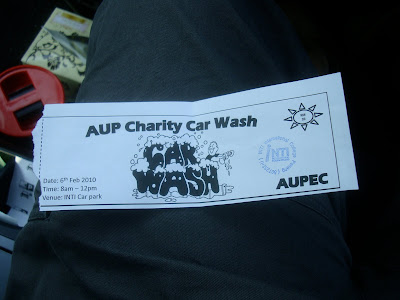 AUP Charity Car Wash
CAR
WASH
Date: 6th Feb 2010
Time: 8am – 12pm
Venue: INTI Car park
AUPEC